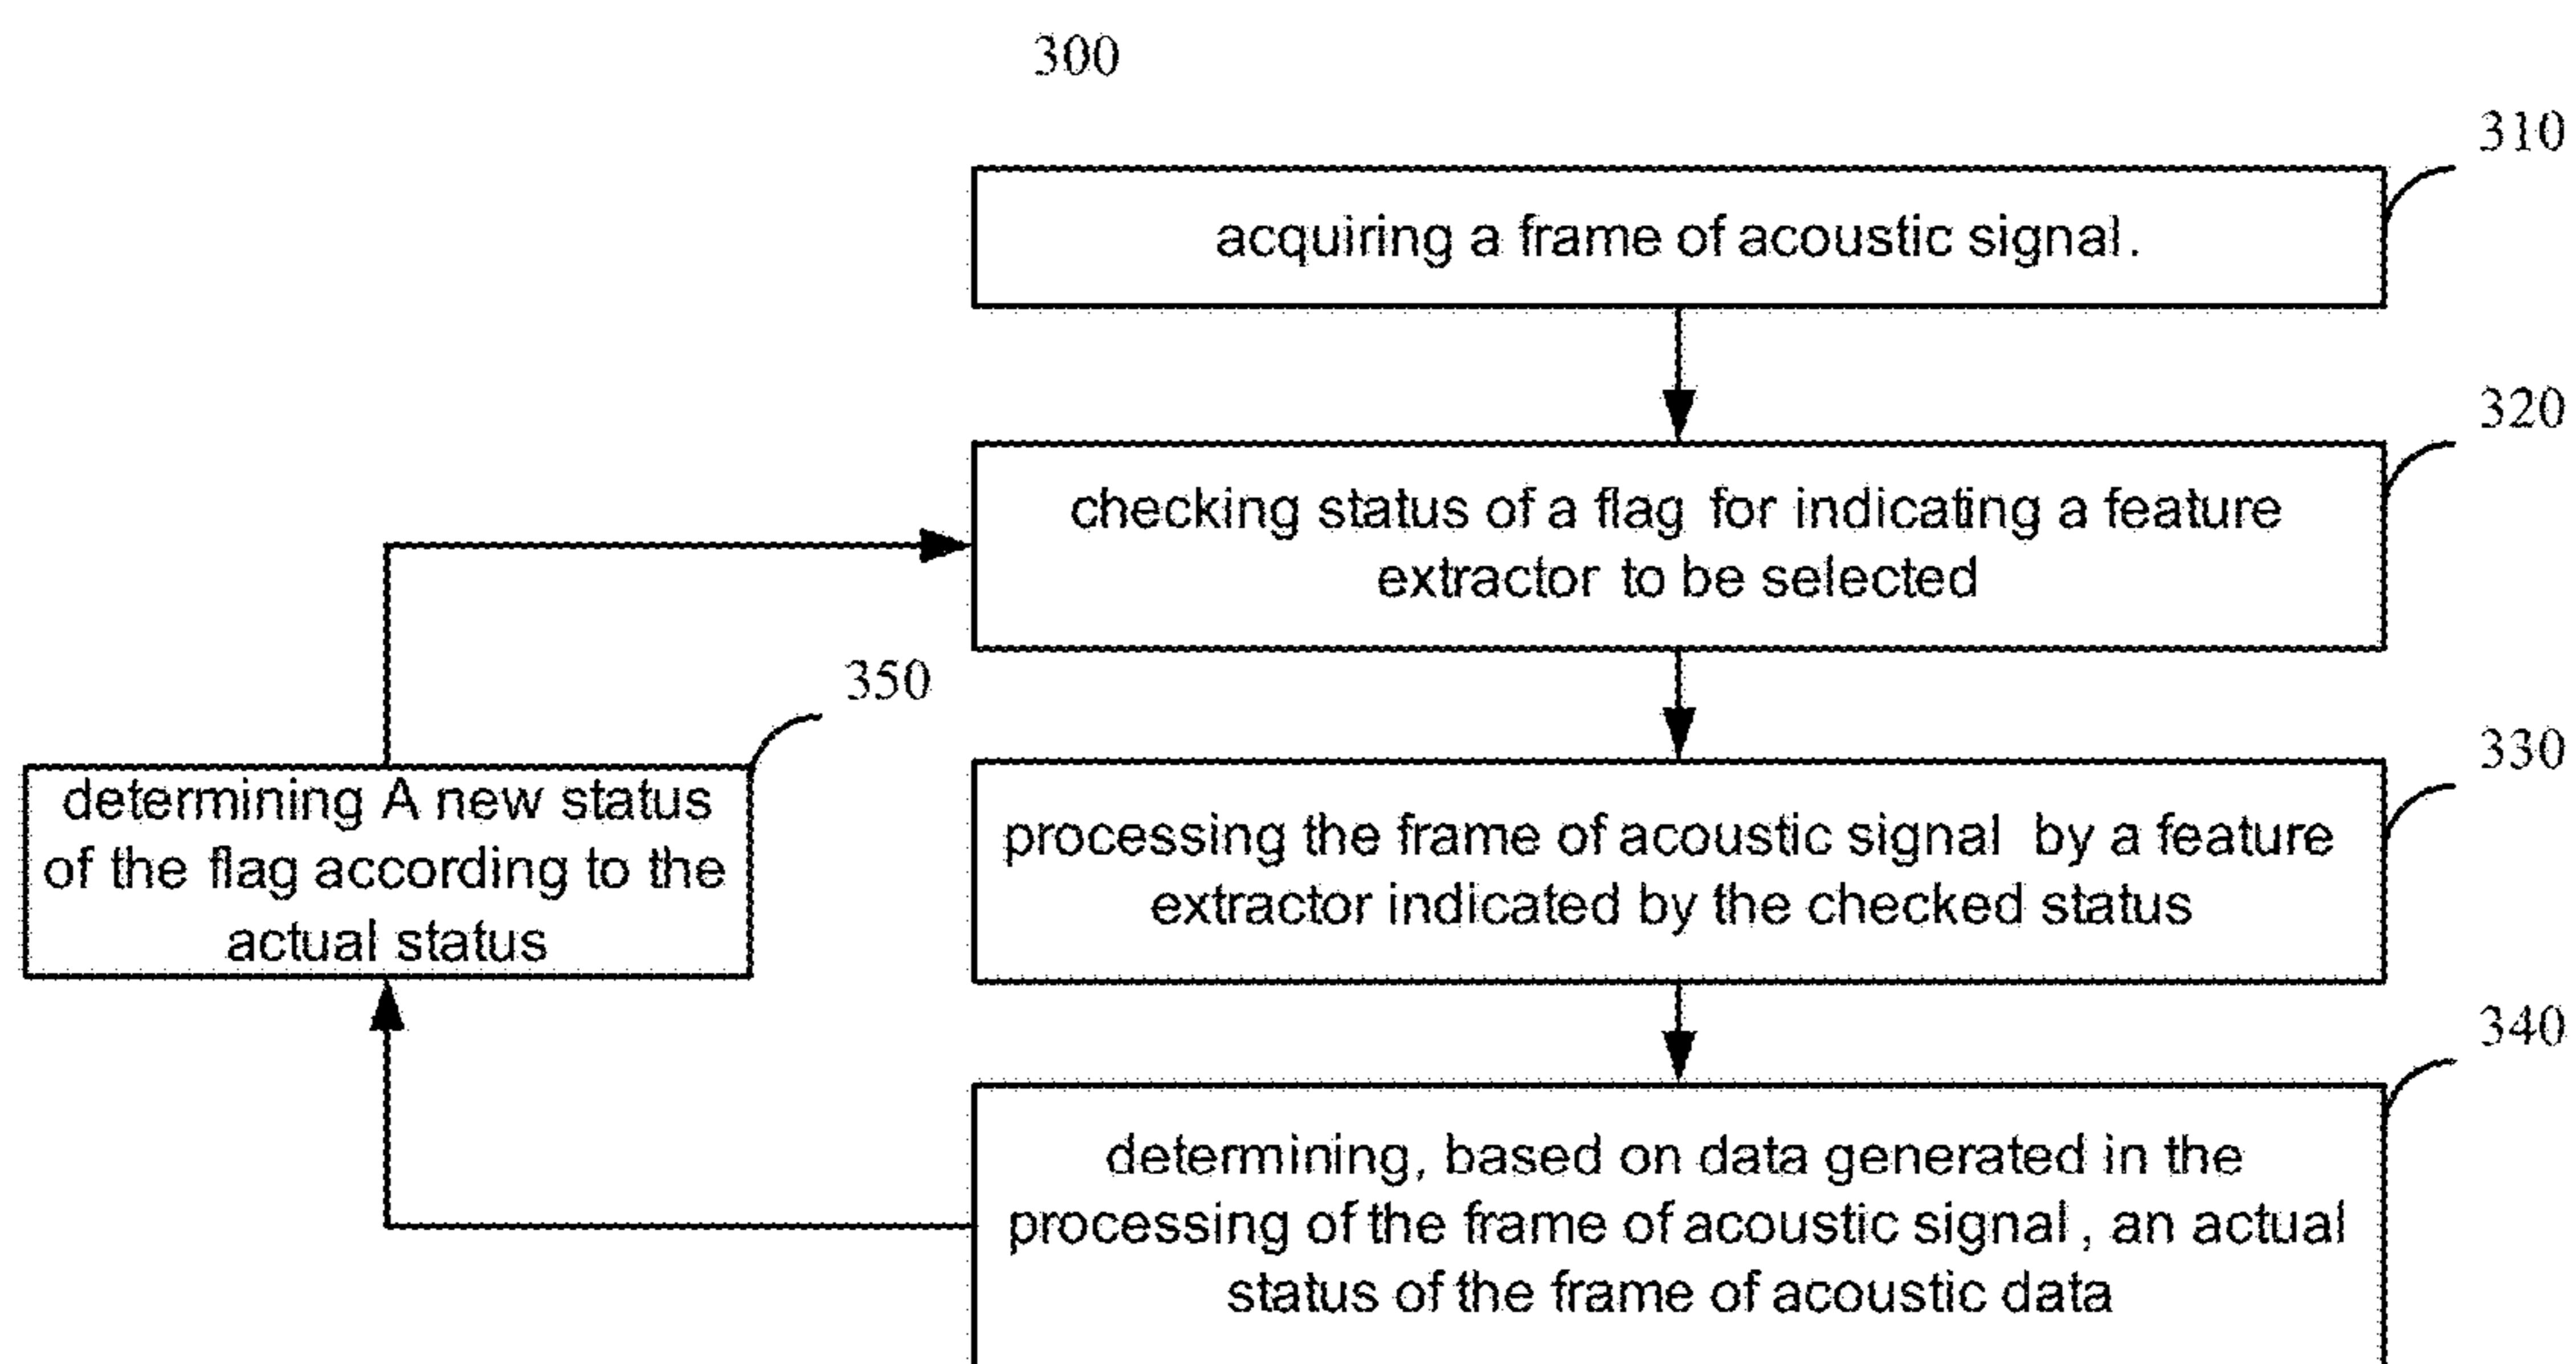 300
310
acquiring a frame of acoustic signal.
320
checking status of a flag for indicating a feature
extractor to be selected
350
determining A new status
of the flag according to the
actual status
330
processing the frame of acoustic signal by a feature
extractor indicated by the checked status
340
determining, based on data generated in the
processing of the frame of acoustic signal, an actual
status of the frame of acoustic data